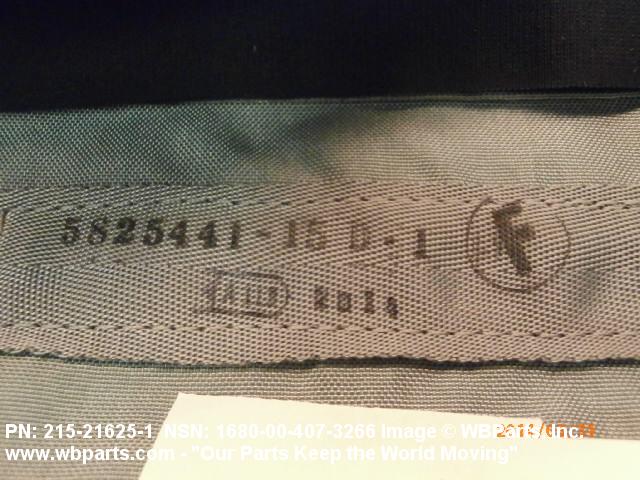 5825441-15 D-1
2014
PN: 215-21625-1 NSN: 1680-00-407-3266 Image © WBParts, Inc.
www.wbparts.com - "Our Parts Keep the World Moving"